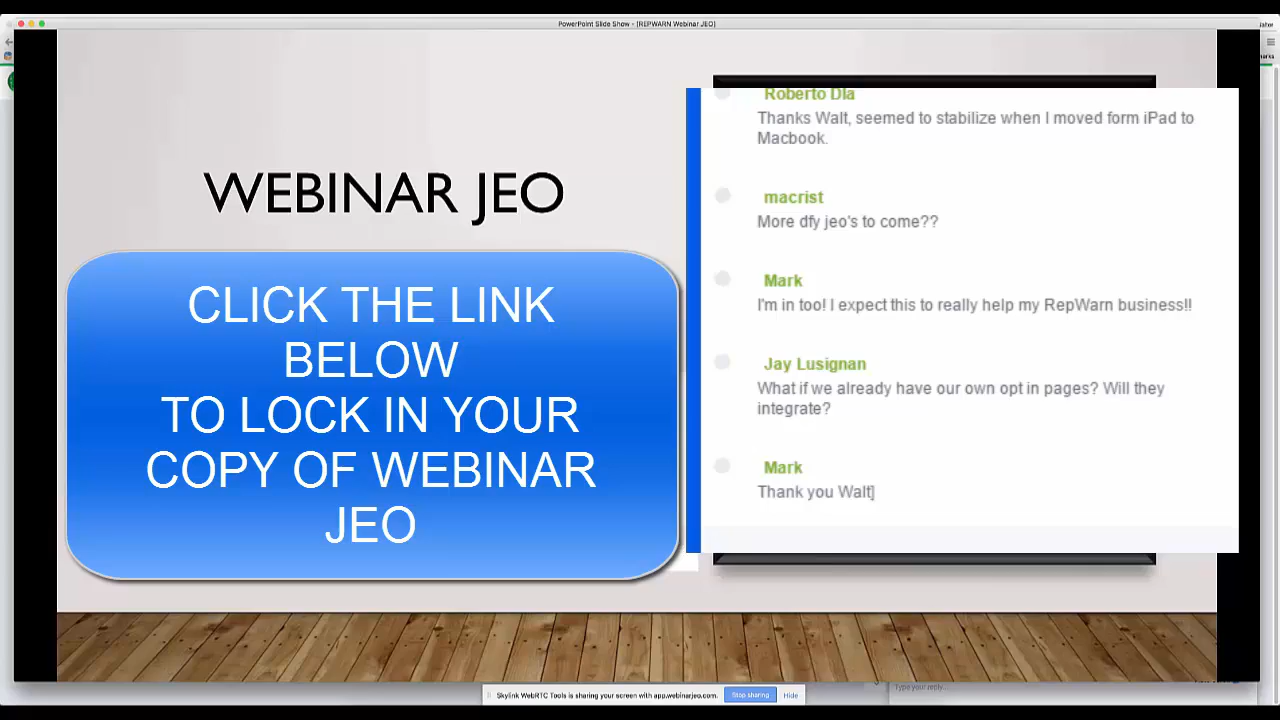 PowerPoint Slide Show - [REPWARN Webinar JEO]
WEBINAR JEO
CLICK THE LINK
BELOW
TO LOCK IN YOUR
COPY OF WEBINAR
JEO
Roberto Dla
Thanks Walt, seemed to stabilize when I moved form iPad to
Macbook.
macrist
More dfy jeo's to come??
Mark
I'm in too! I expect this to really help my RepWarn business!!
Jay Lusignan
What if we already have our own opt in pages? Will they
integrate?
Mark
Thank you Walt]
Skylink WebRTC Tools is sharing your screen with app.webinarjeo.com.
Stop sharing
Hide
Type your reply...